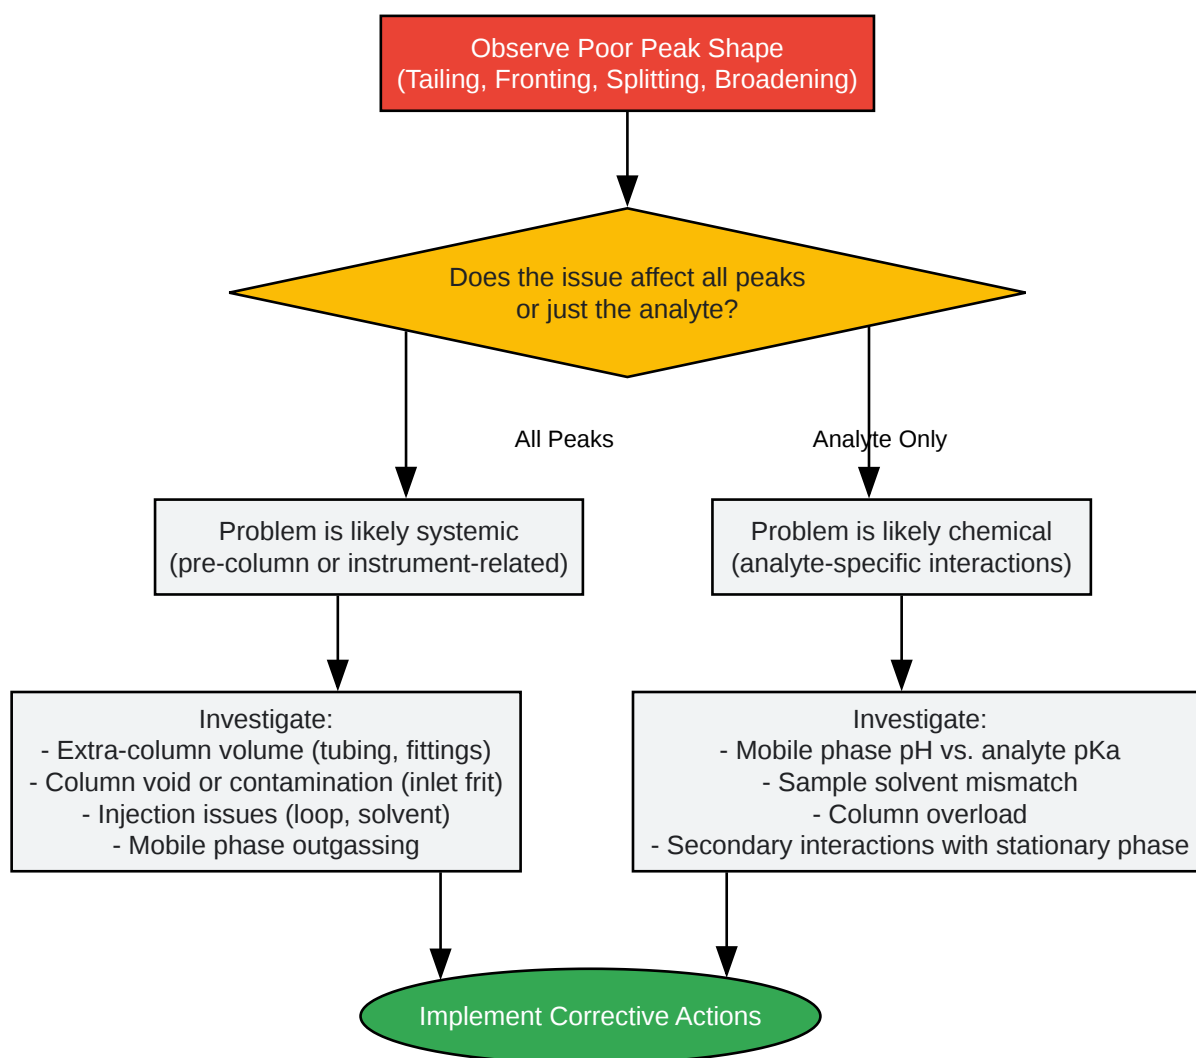 Observe Poor Peak Shape
(Tailing, Fronting, Splitting, Broadening)
Does the issue affect all peaks
or just the analyte?
All Peaks
Analyte Only
Problem is likely systemic
(pre-column or instrument-related)
Problem is likely chemical
(analyte-specific interactions)
Investigate:
- Extra-column volume (tubing, fittings)
- Column void or contamination (inlet frit)
- Injection issues (loop, solvent)
- Mobile phase outgassing
Investigate:
- Mobile phase pH vs. analyte pKa
- Sample solvent mismatch
- Column overload
- Secondary interactions with stationary phase
Implement Corrective Actions